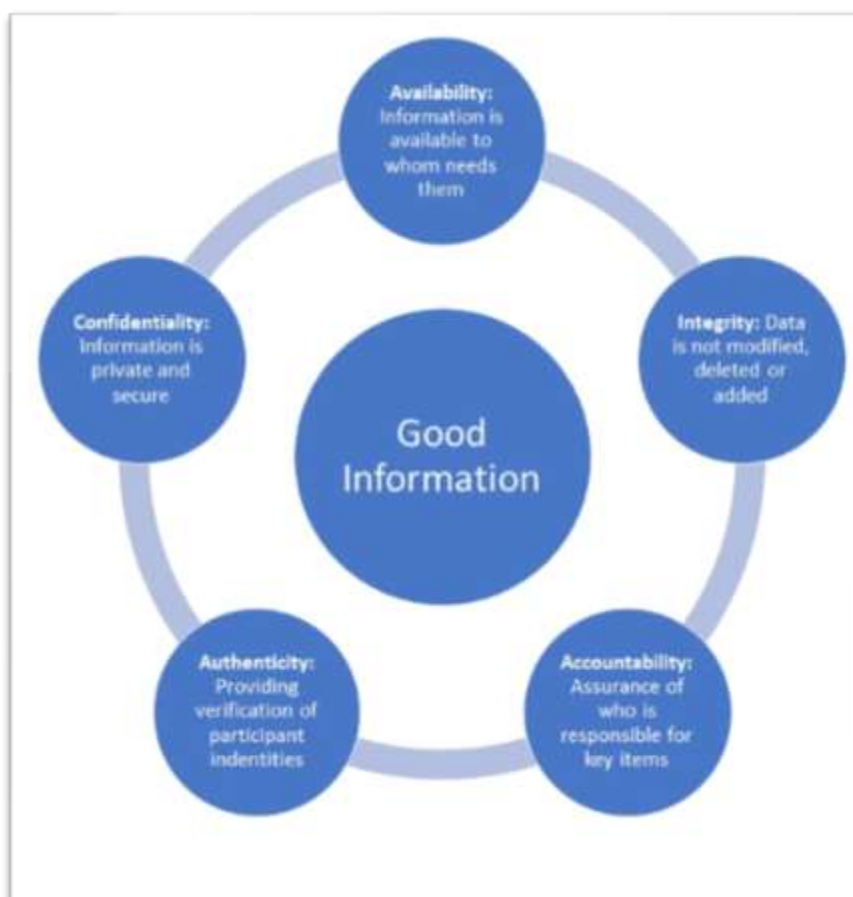 Availability:
Information is
available to
whom needs
them
Confidentiality:
Information is
private and
secure
Integrity: Data
is not modified,
deleted or
added
Good
Information
Authenticity:
Providing
verification of
participant
indentities
Accountability:
Assurance of
who is
responsible for
key items